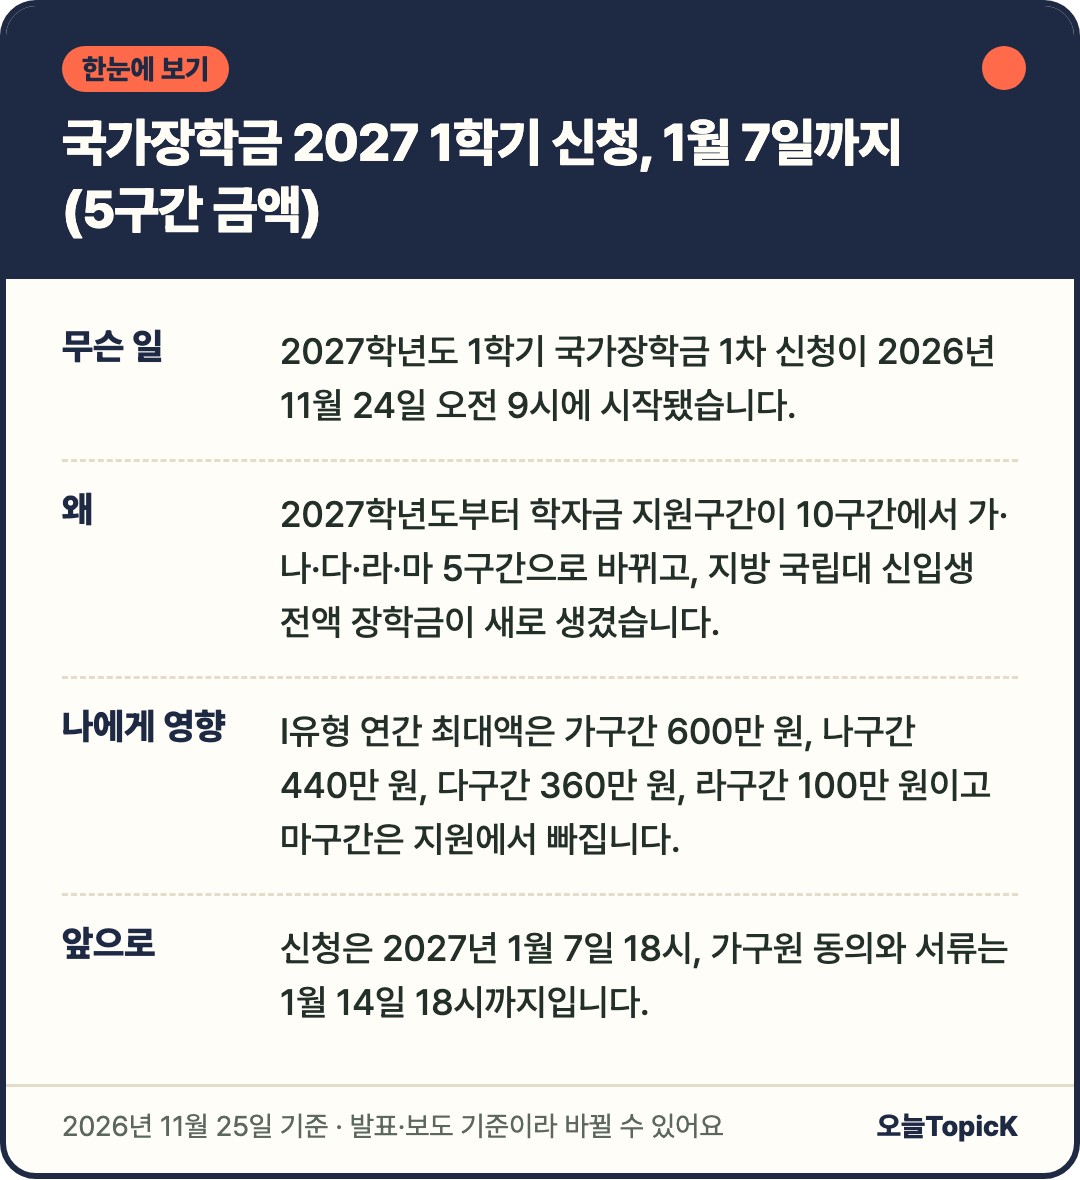 한눈에 보기
국가장학금 2027 1학기 신청, 1월 7일까지
(5구간 금액)
무슨 일
2027학년도 1학기 국가장학금 1차 신청이 2026년
11월 24일 오전 9시에 시작됐습니다.
왜
2027학년도부터 학자금 지원구간이 10구간에서 가·
나·다·라·마 5구간으로 바뀌고, 지방 국립대 신입생
전액 장학금이 새로 생겼습니다.
나에게 영향
I유형 연간 최대액은 가구간 600만 원, 나구간
440만 원, 다구간 360만 원, 라구간 100만 원이고
마구간은 지원에서 빠집니다.
앞으로
신청은 2027년 1월 7일 18시, 가구원 동의와 서류는
1월 14일 18시까지입니다.
2026년 11월 25일 기준 · 발표·보도 기준이라 바뀔 수 있어요
오늘TopicK